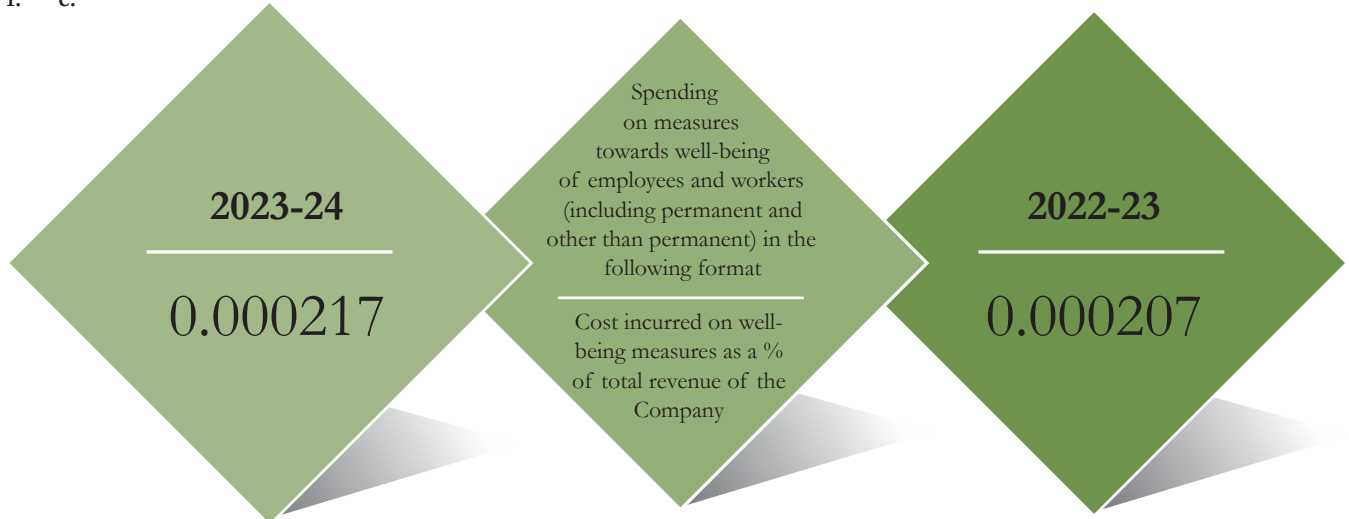 2023-24
0.000217
Spending
on measures
towards well-being
of employees and workers
(including permanent and
other than permanent) in the
following format
Cost incurred on well-
being measures as a %
of total revenue of the
Company
2022-23
0.000207